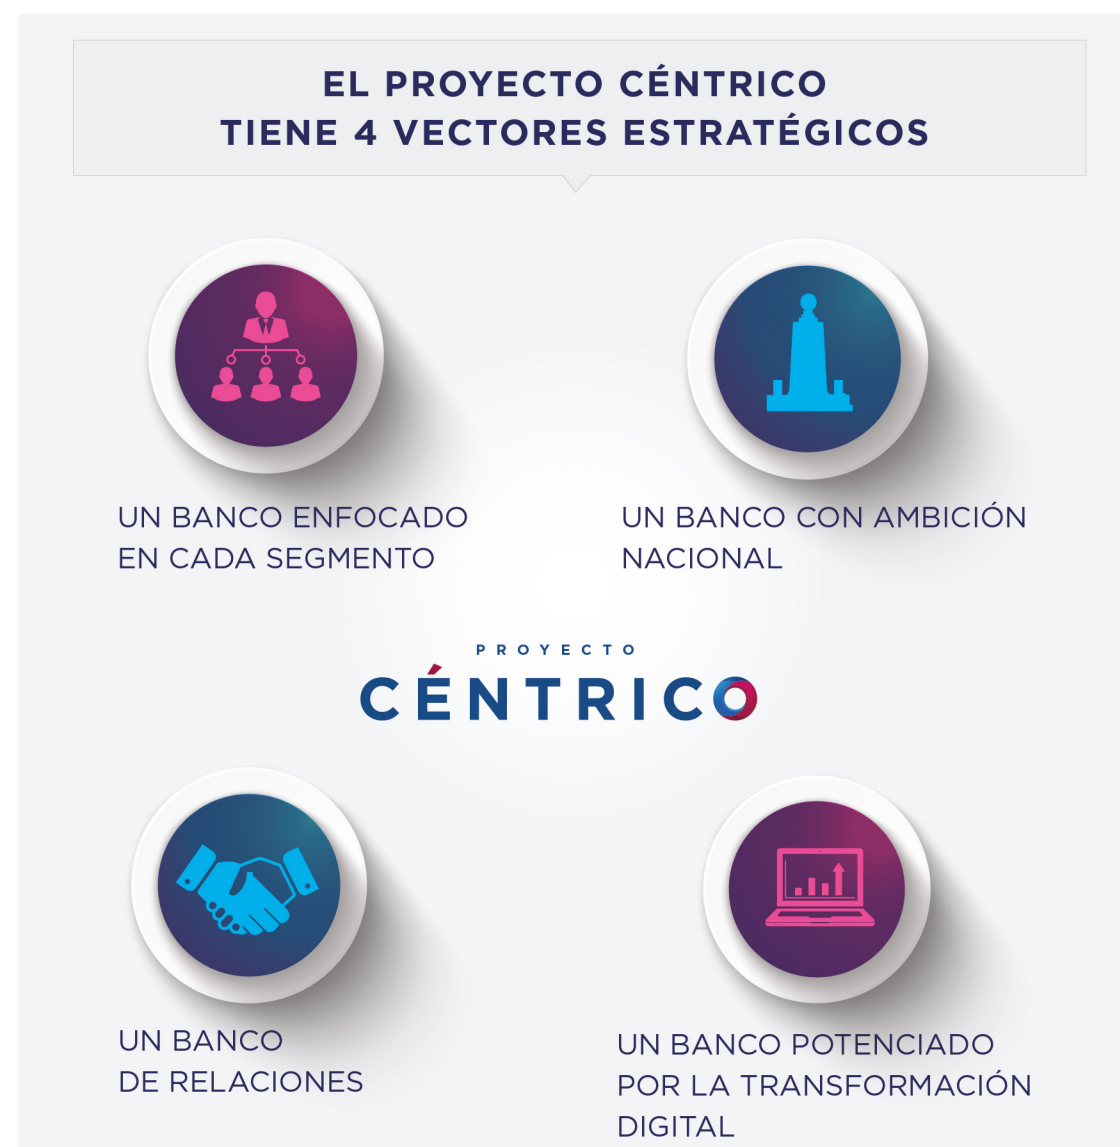 EL PROYECTO CÉNTRICO
TIENE 4 VECTORES ESTRATÉGICOS
UN BANCO ENFOCADO
EN CADA SEGMENTO
UN BANCO CON AMBICIÓN
NACIONAL
PROYECTO
CÉNTRICO
UN BANCO
DE RELACIONES
UN BANCO POTENCIADO
POR LA TRANSFORMACIÓN
DIGITAL